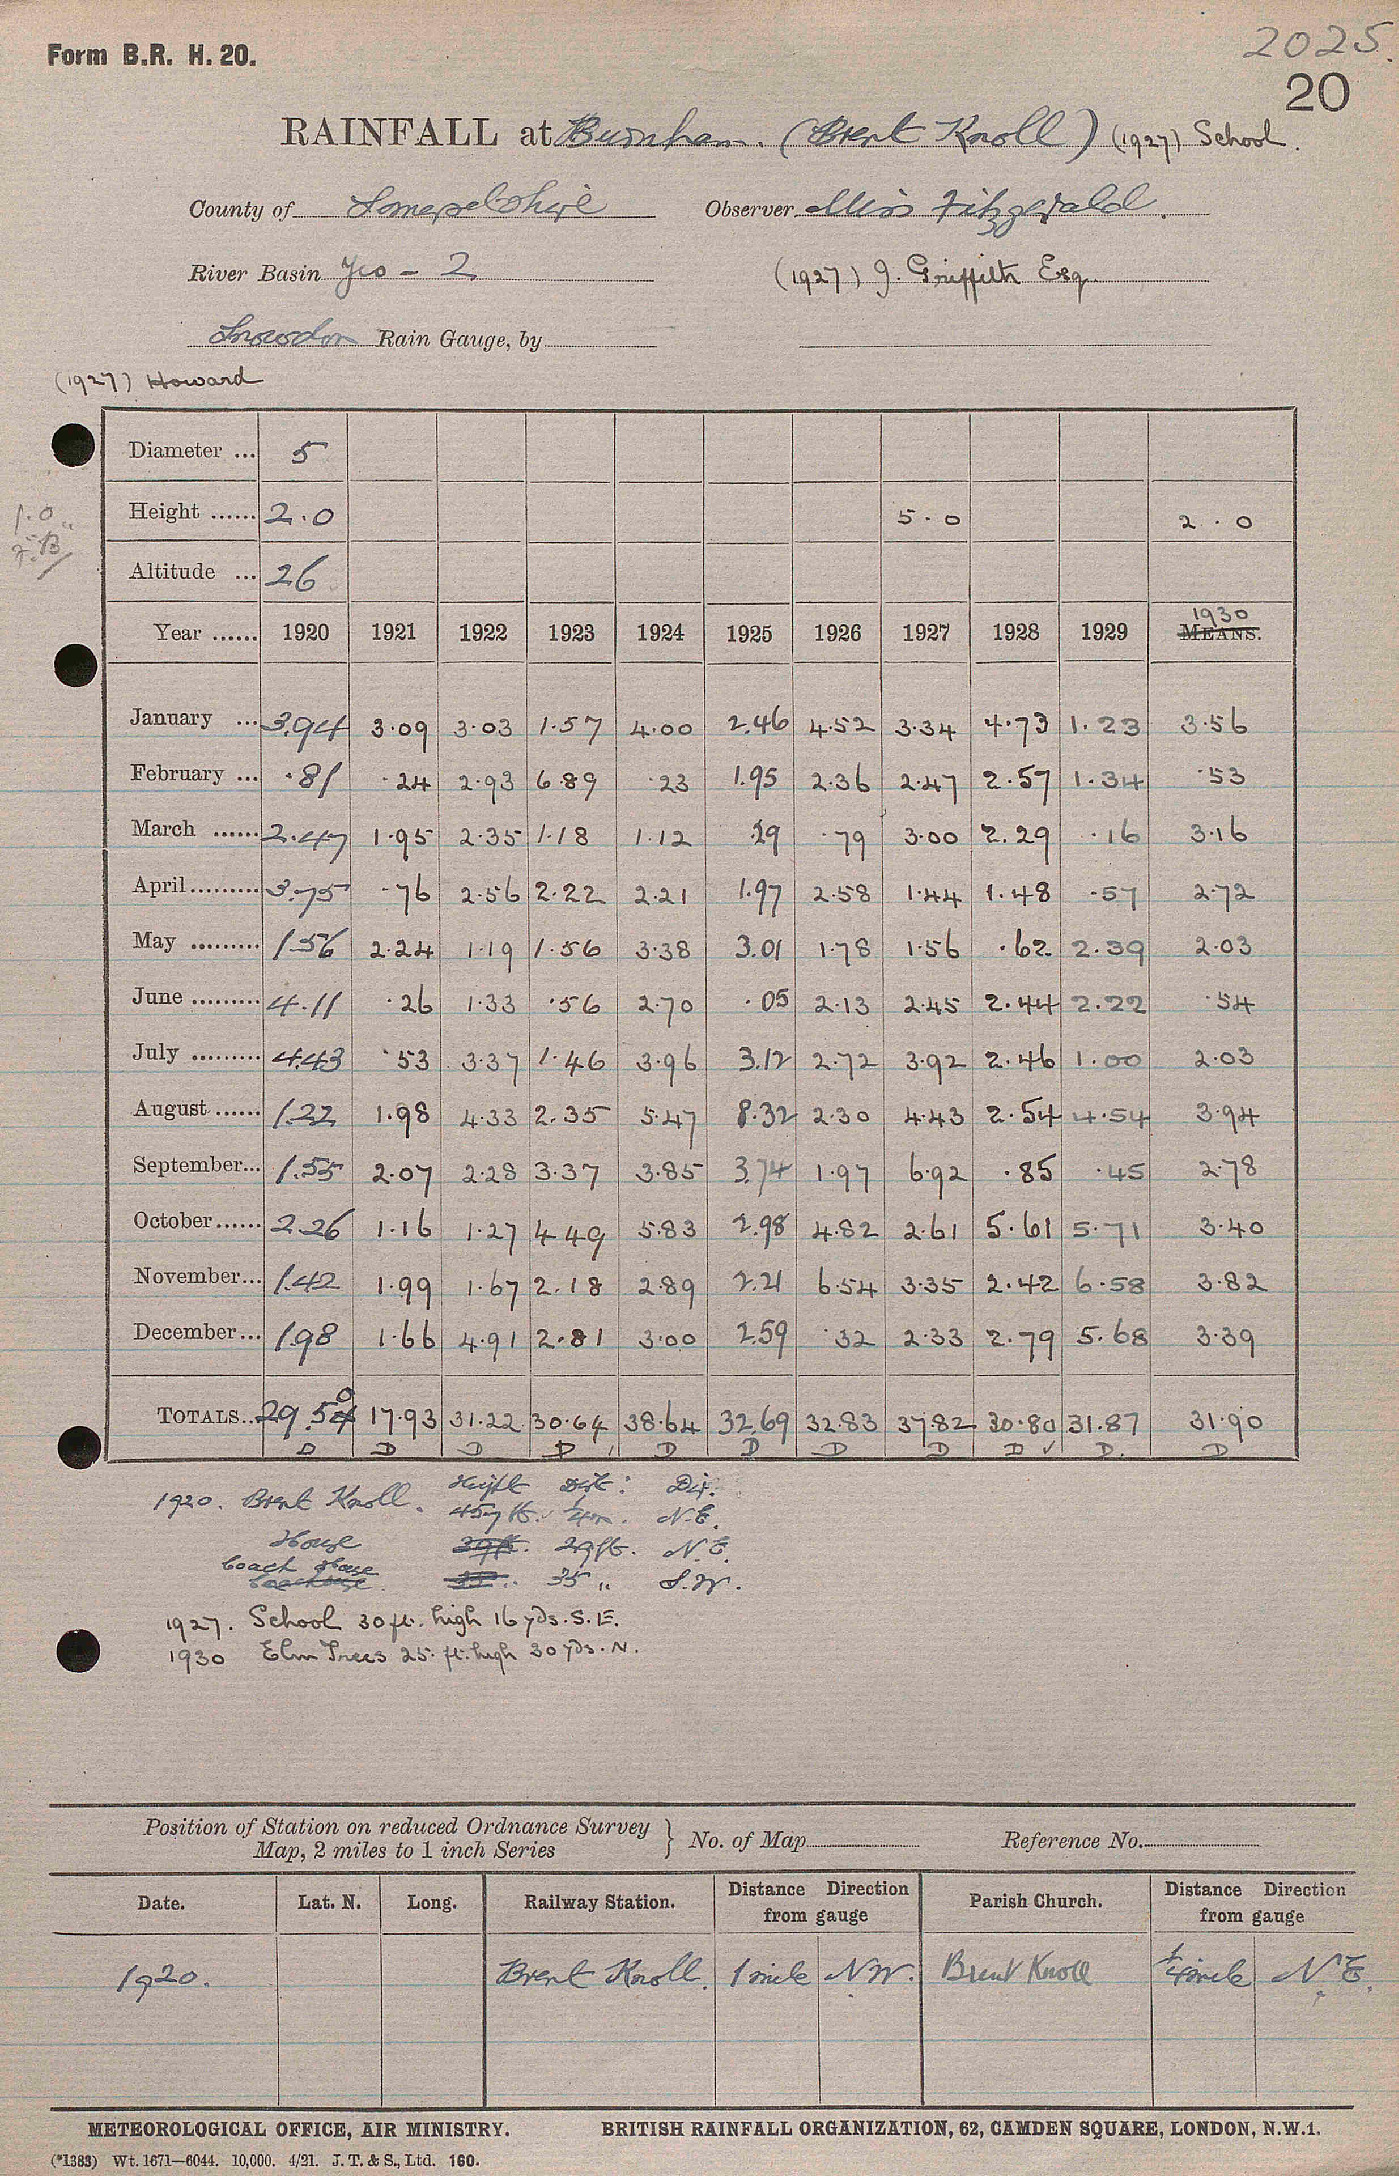 Form B.R. H. 20.
2025.
20
RAINFALL at Burnham. (Brent Knoll) (1927) School.
County of Somersetshire Observer Miss Fitzgerald.
River Basin Yeo - 2 (1927) J. Griffith Esq.
Snowdon Rain Gauge, by
(1927) Howard
Diameter ... 5
Height ...... 2.0 5.0 2.0
1.0
Altitude ... 26
1930
Year ...... 1920 1921 1922 1923 1924 1925 1926 1927 1928 1929 MEANS.
January ... 3.94 3.09 3.03 1.57 4.00 2.46 4.52 3.34 4.73 1.23 3.56
February ... .81 .24 2.93 6.89 .23 1.95 2.36 2.47 2.57 1.34 .53
March ...... 2.47 1.95 2.35 1.18 1.12 .29 .79 3.00 2.29 .16 3.16
April ......... 3.75 .76 2.56 2.22 2.21 1.97 2.58 1.44 1.48 .57 2.72
May ......... 1.56 2.24 1.19 1.56 3.38 3.01 1.78 1.56 .62 2.39 2.03
June ......... 4.11 .26 1.33 .56 2.70 .05 2.13 2.45 2.44 2.22 .54
July ......... 4.43 .53 3.37 1.46 3.96 3.12 2.72 3.92 2.46 1.00 2.03
August ...... 1.22 1.98 4.33 2.35 5.47 8.32 2.30 4.43 2.54 4.54 3.94
September... 1.55 2.07 2.28 3.37 3.85 3.74 1.97 6.92 .85 .45 2.78
October ...... 2.26 1.16 1.27 4.49 5.83 2.98 4.82 2.61 5.61 5.71 3.40
November... 1.42 1.99 1.67 2.18 2.89 2.21 6.54 3.35 2.42 6.58 3.82
December... 1.98 1.66 4.91 2.81 3.00 2.59 .32 2.33 2.79 5.68 3.39
TOTALS.. 29.50 17.93 31.22 30.64 38.64 32.69 32.83 37.82 30.80 31.87 31.90
D D D D D D D D D ✓ D. D
Height Dist: Dir.
1920. Brent Knoll. 457 ft. ¼m. N.E.
House 29ft. 29ft. N.E.
Coach House 35 „ S.W.
1927. School 30 ft. high 16 yds. S.E.
1930 Elm Trees 25 ft. high 30 yds. N.
Position of Station on reduced Ordnance Survey
Map, 2 miles to 1 inch Series } No. of Map Reference No.
Date. Lat. N. Long. Railway Station. Distance Direction from gauge Parish Church. Distance Direction from gauge
1920. Brent Knoll. 1 mile N.W. Brent Knoll ¼ mile N.E.
METEOROLOGICAL OFFICE, AIR MINISTRY. BRITISH RAINFALL ORGANIZATION, 62, CAMDEN SQUARE, LONDON, N.W.1.
(*1383) Wt. 1671—6044. 10,000. 4/21. J. T. & S., Ltd. 160.